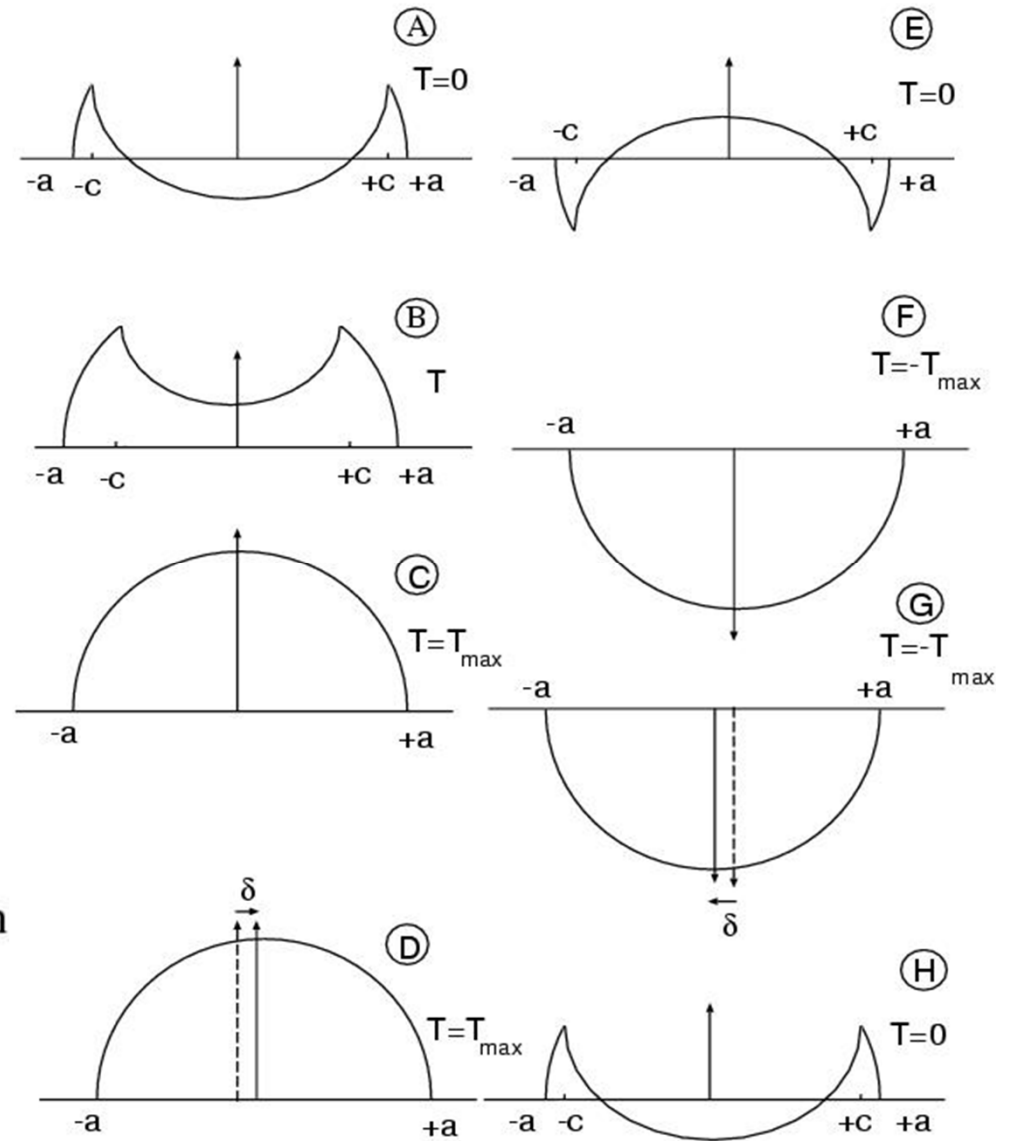 A
T=0
-a -c +c +a
B
T
-a -c +c +a
C
T=T max
-a +a
δ
D
T=T max
-a +a
E
T=0
-c +c
-a +a
F
T=-T max
-a +a
G
T=-T max
-a +a
δ
H
T=0
-a -c +c +a